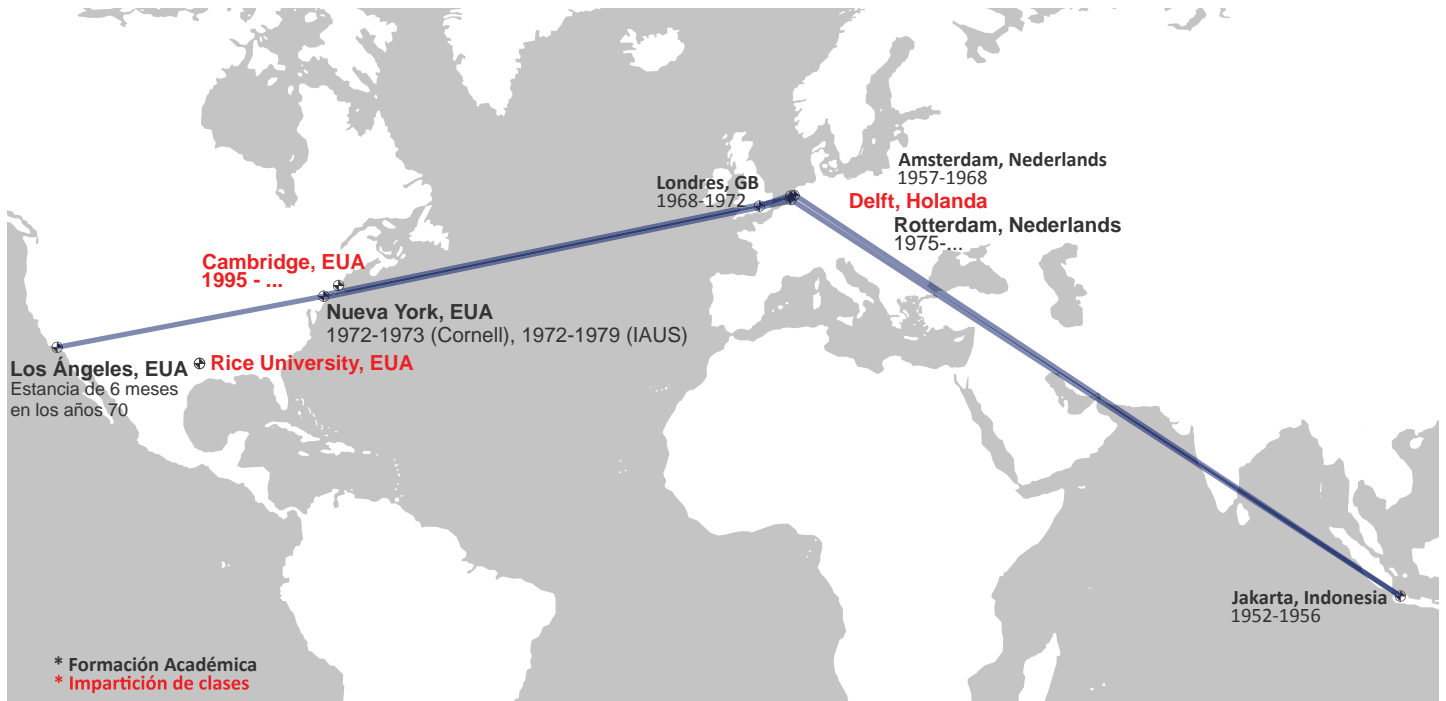 Amsterdam, Nederlands
1957-1968
Londres, GB
1968-1972
Delft, Holanda
Rotterdam, Nederlands
1975-...
Cambridge, EUA
1995 - ...
Nueva York, EUA
1972-1973 (Cornell), 1972-1979 (IAUS)
Los Ángeles, EUA
Estancia de 6 meses
en los años 70
Rice University, EUA
Jakarta, Indonesia
1952-1956
* Formación Académica
* Impartición de clases